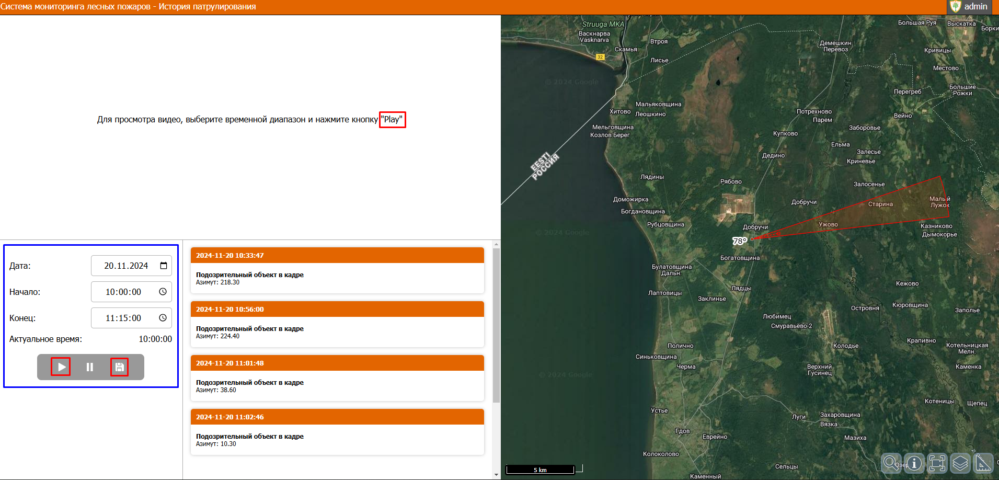 Система мониторинга лесных пожаров - История патрулирования
admin
Для просмотра видео, выберите временной диапазон и нажмите кнопку "Play"
Дата:
20.11.2024
Начало:
10:00:00
Конец:
11:15:00
Актуальное время:
10:00:00
2024-11-20 10:33:47
Подозрительный объект в кадре
Азимут: 218.30
2024-11-20 10:56:00
Подозрительный объект в кадре
Азимут: 224.40
2024-11-20 11:01:48
Подозрительный объект в кадре
Азимут: 38.60
2024-11-20 11:02:46
Подозрительный объект в кадре
Азимут: 10.30
Struuga MKA
Васкнарва
Vasknarva
Скамья
Втроя
Лисье
32
Большая Руя
Выскатка
Борки
Демешкин
Перевоз
Кривицы
Местово
Большие
Рожки
Перегреб
Вейно
© 2024 Google
Хитово
Мальяковщина
Леошкино
Мельговщина
Козлов Берег
Потрехново
Парем
Заборовье
Купково
Ельма
Залесье
Криневье
Дедино
EESTI
РОССИЯ
Лядины
Рябово
Залосенье
Доможирка
Богдановщина
Добручи
Старина
Малый
Лужок
Рубцовщина
Добручи
Ужово
Казниково
Дымокорье
© 2024 Google
78°
Богатовщина
Булатовщина
Дальн.
Лаптовицы
Лядцы
Заклинье
Кежово
Островня
Кюровщина
Заполье
Любимец
Смуравьёво-2
Полично
Синьковщина
Черма
Колодье
Крапивно
Котельницкая
Мелн.
Верхний
Гусинец
Каменка
© 2024 Google
Котеницы
Щепец
Устье
Луги
Захаровщина
Вязка
Гдов
Еврейно
Мазиха
Колоколово
Сельцы
Каменный
5 km